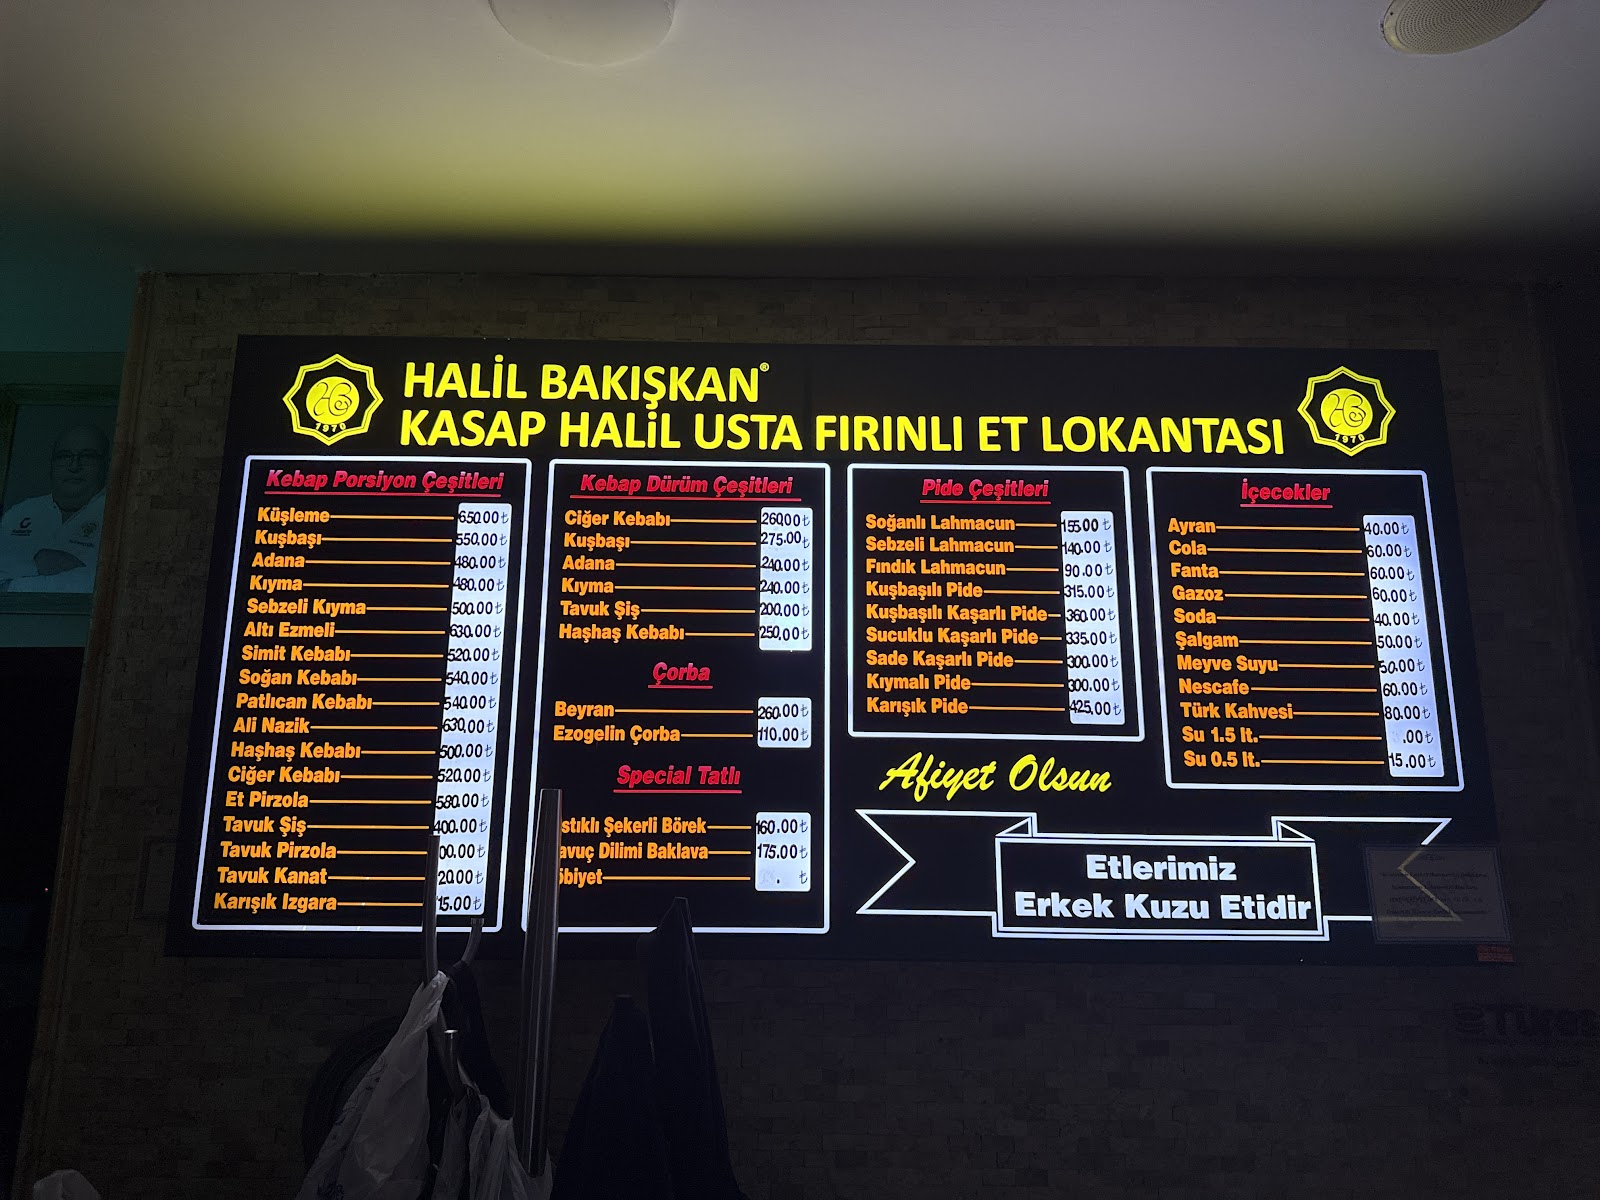 HALİL BAKIŞKAN®
KASAP HALİL USTA FIRINLI ET LOKANTASI
1970
1970
Kebap Porsiyon Çeşitleri
Küşleme 650.00₺
Kuşbaşı 550.00₺
Adana 480.00₺
Kıyma 480.00₺
Sebzeli Kıyma 500.00₺
Altı Ezmeli 630.00₺
Simit Kebabı 520.00₺
Soğan Kebabı 540.00₺
Patlıcan Kebabı 540.00₺
Ali Nazik 630.00₺
Haşhaş Kebabı 500.00₺
Ciğer Kebabı 520.00₺
Et Pirzola 580.00₺
Tavuk Şiş 400.00₺
Tavuk Pirzola
Tavuk Kanat
Karışık Izgara
Kebap Dürüm Çeşitleri
Ciğer Kebabı 260.00₺
Kuşbaşı 275.00₺
Adana 240.00₺
Kıyma 240.00₺
Tavuk Şiş 200.00₺
Haşhaş Kebabı 250.00₺
Çorba
Beyran 260.00₺
Ezogelin Çorba 110.00₺
Special Tatlı
Şekerli Börek 160.00₺
Dilimi Baklava 175.00₺
₺
Pide Çeşitleri
Soğanlı Lahmacun 155.00₺
Sebzeli Lahmacun 140.00₺
Fındık Lahmacun 90.00₺
Kuşbaşılı Pide 315.00₺
Kuşbaşılı Kaşarlı Pide 360.00₺
Sucuklu Kaşarlı Pide 335.00₺
Sade Kaşarlı Pide 300.00₺
Kıymalı Pide 300.00₺
Karışık Pide 425.00₺
Afiyet Olsun
Etlerimiz
Erkek Kuzu Etidir
İçecekler
Ayran 40.00₺
Cola 60.00₺
Fanta 60.00₺
Gazoz 60.00₺
Soda 40.00₺
Şalgam 50.00₺
Meyve Suyu 50.00₺
Nescafe 60.00₺
Türk Kahvesi 80.00₺
Su 1.5 lt. .00₺
Su 0.5 lt. 15.00₺